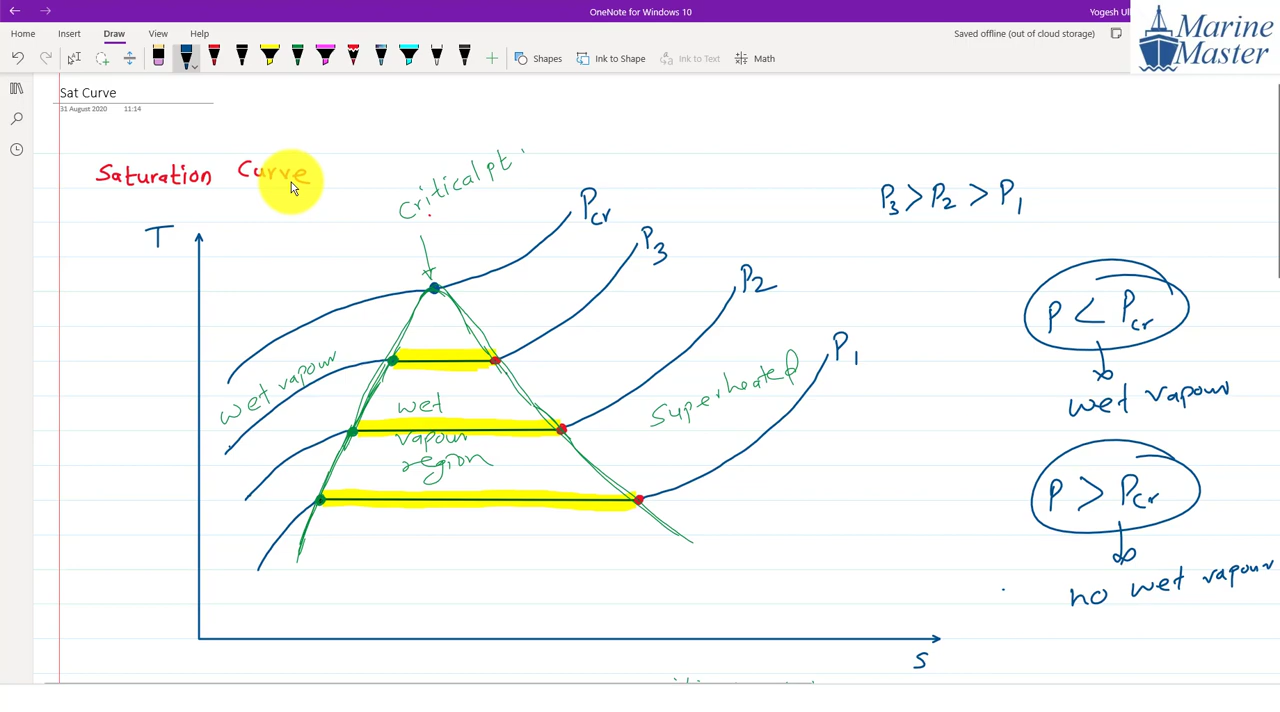 OneNote for Windows 10
Yogesh Ul
Home Insert Draw View Help
Saved offline (out of cloud storage)
Marine
Master
Shapes Ink to Shape Ink to Text Math
Sat Curve
31 August 2020 11:14
Saturation Curve
Critical pt.
T
Pcr
P3
P2
P1
P3 > P2 > P1
P < Pcr
wet vapour
P > Pcr
no wet vapour
wet vapour
wet
vapour
region
Superheated
s